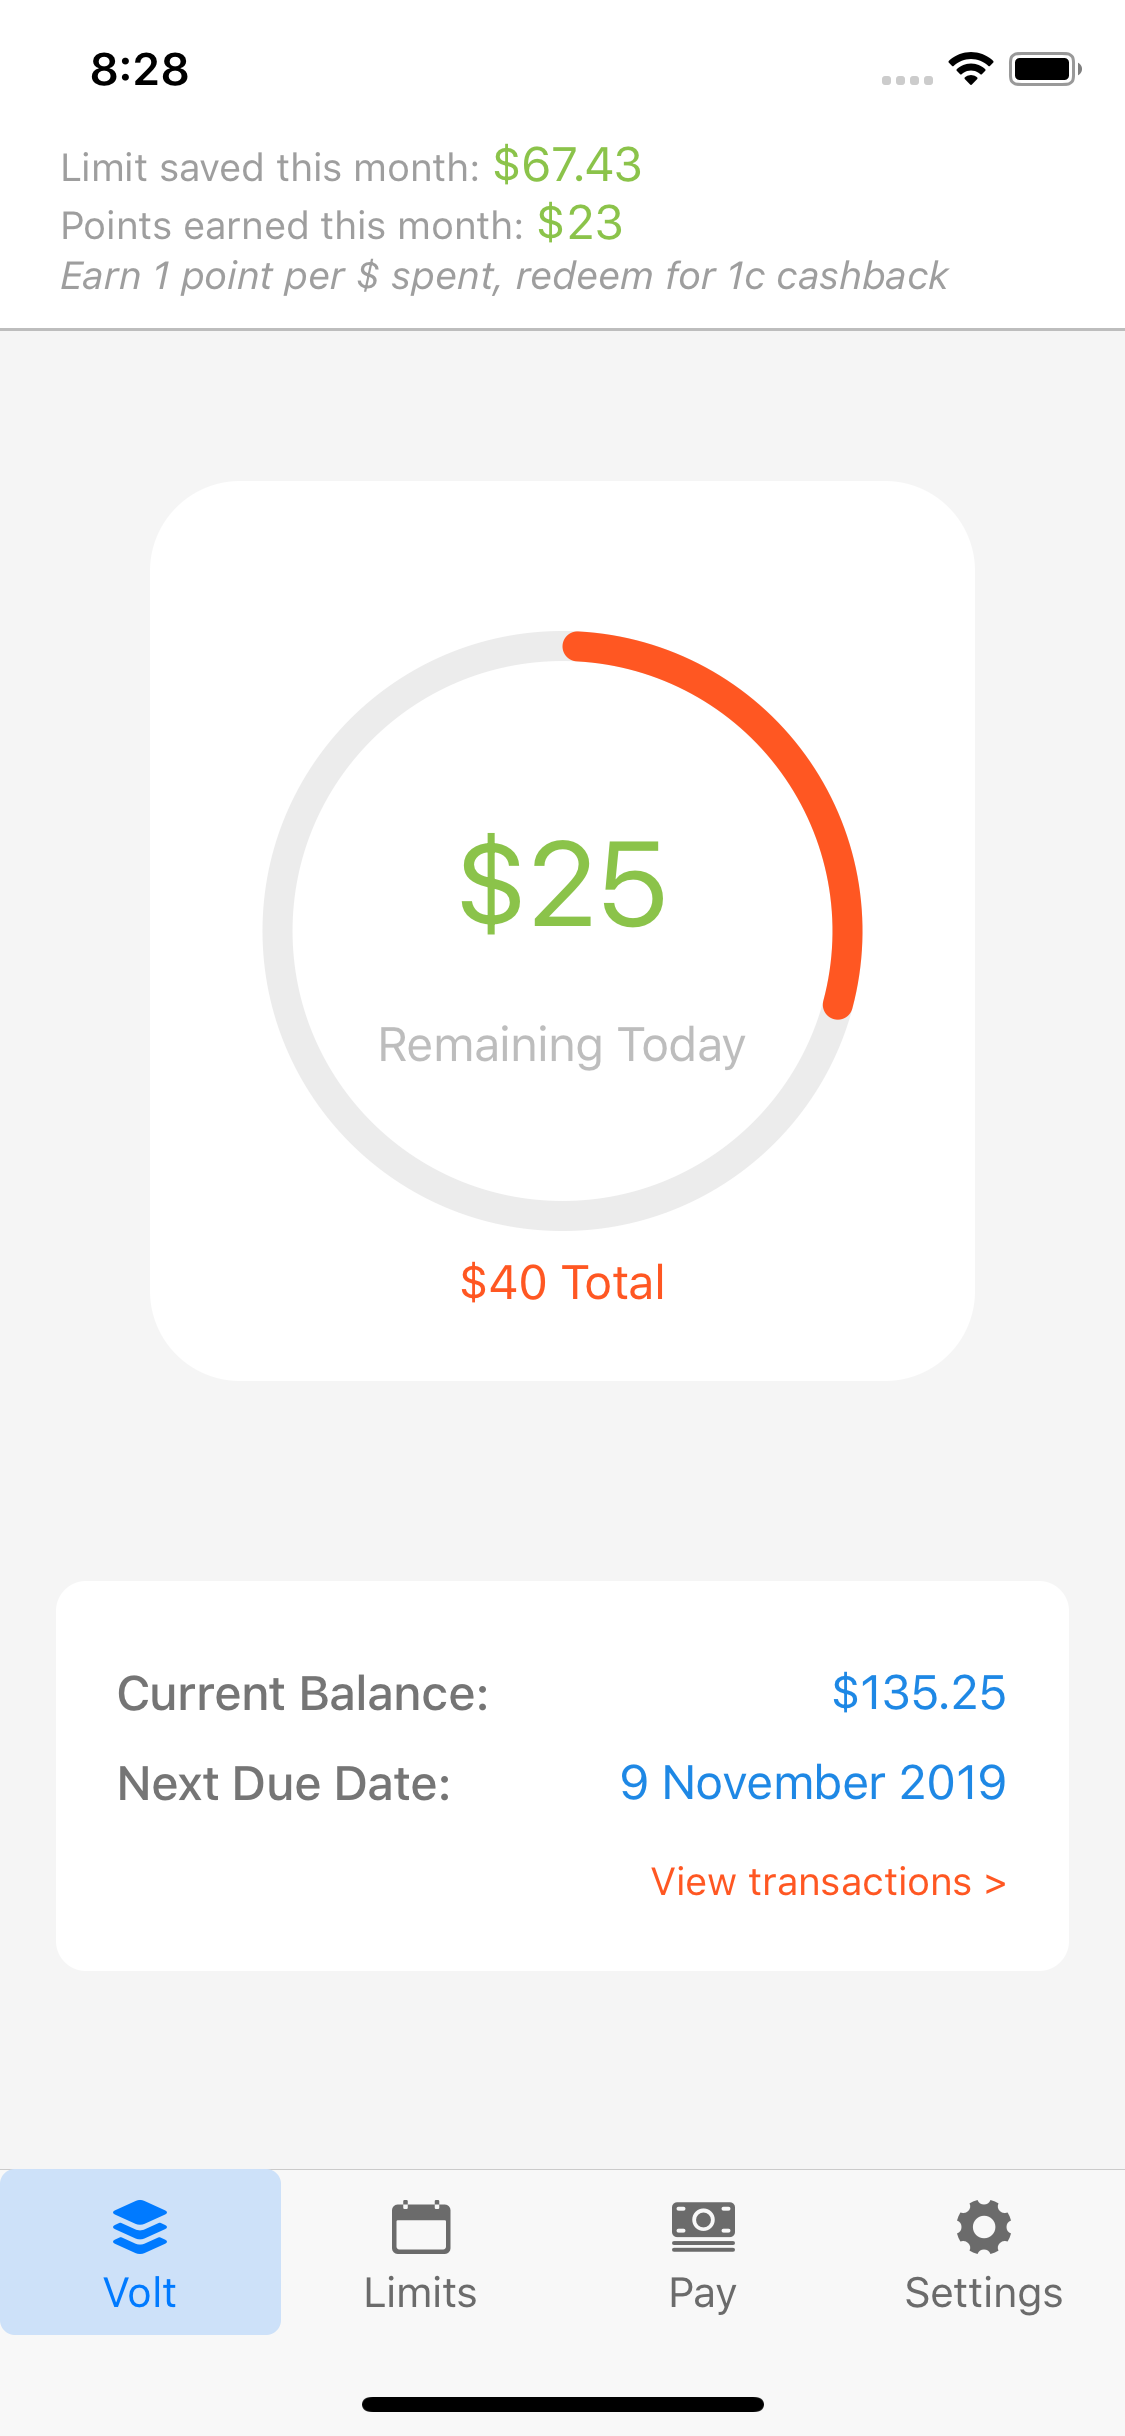 8:28
Limit saved this month: $67.43
Points earned this month: $23
Earn 1 point per $ spent, redeem for 1c cashback
$25
Remaining Today
$40 Total
Current Balance: $135.25
Next Due Date: 9 November 2019
View transactions >
Volt Limits Pay Settings